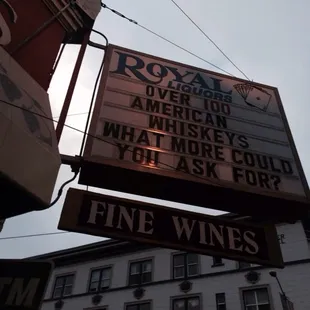 ROYAL
LIQUORS
OVER 100
AMERICAN
WHISKEYS
WHAT MORE COULD
YOU ASK FOR?
FINE WINES
TM